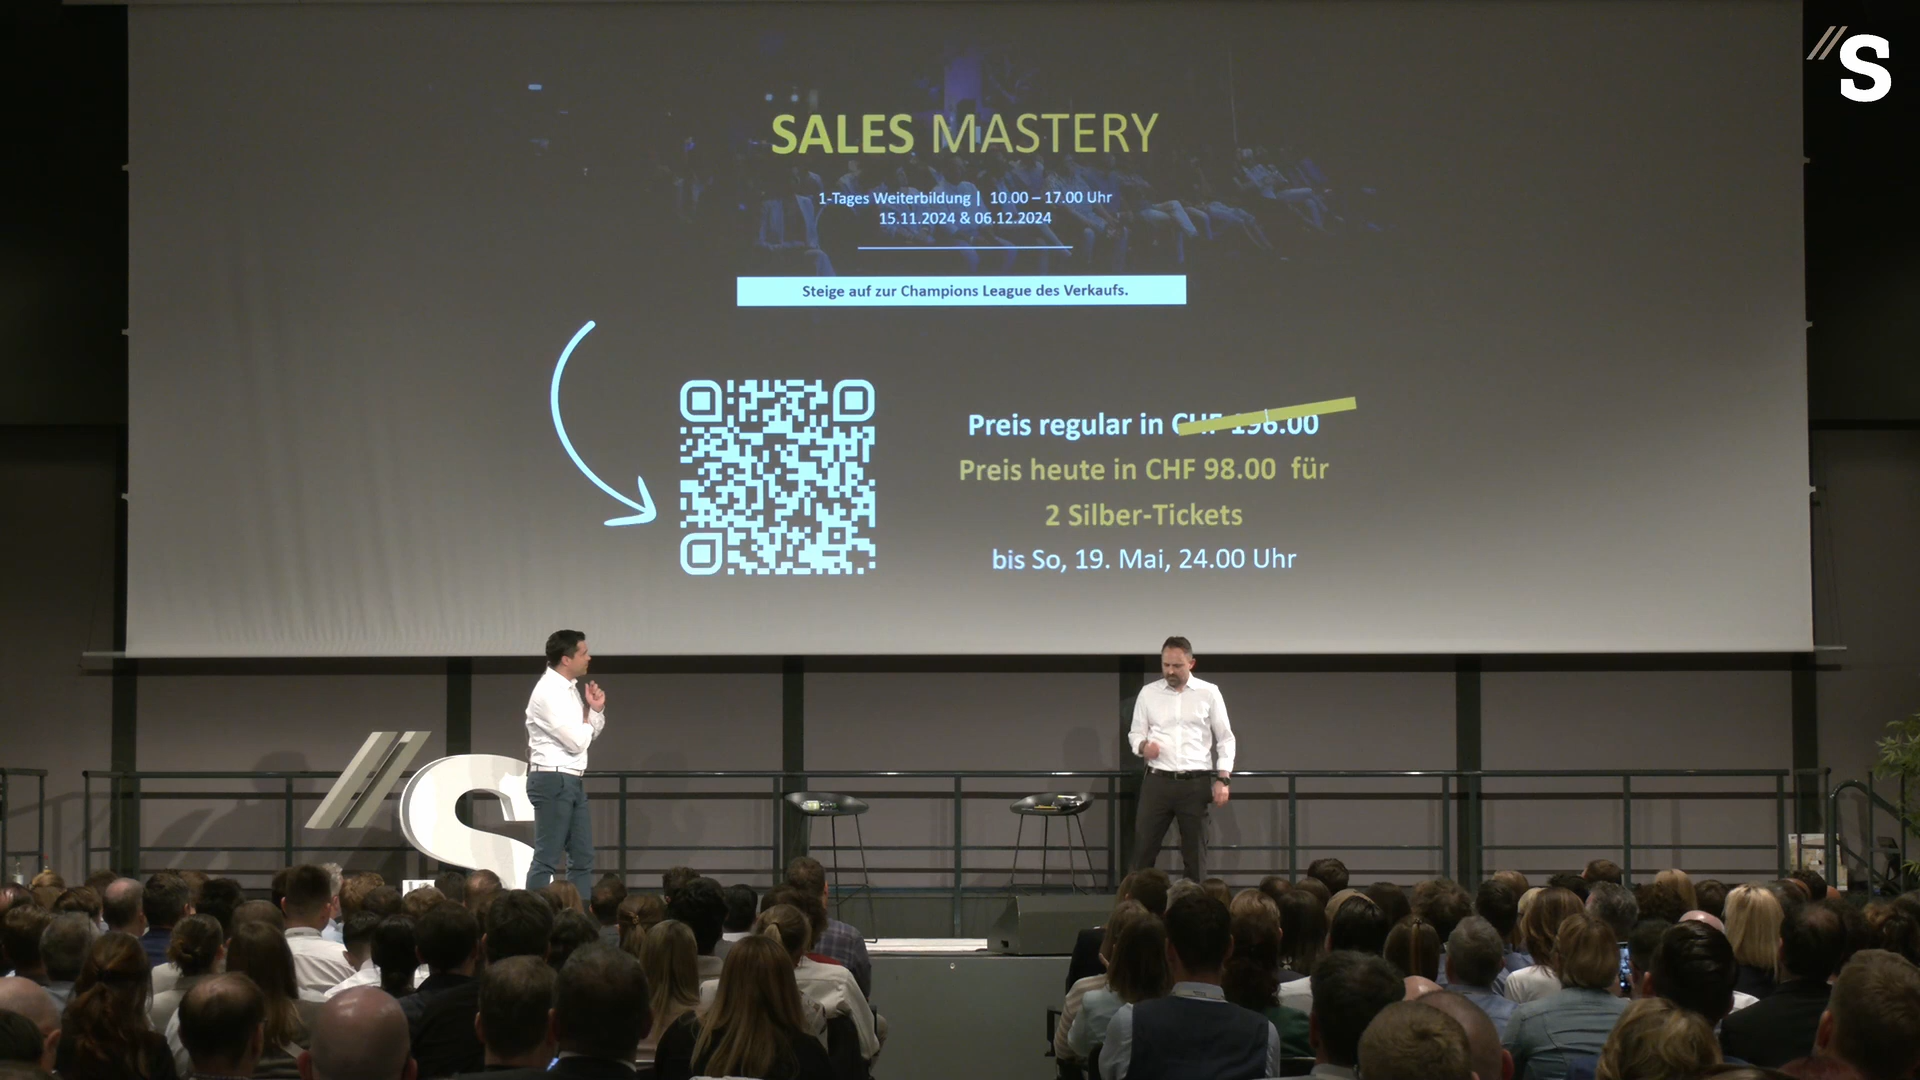 S
SALES MASTERY
1-Tages Weiterbildung | 10.00 – 17.00 Uhr
15.11.2024 & 06.12.2024
Steige auf zur Champions League des Verkaufs.
Preis regular in CHF 196.00
Preis heute in CHF 98.00 für
2 Silber-Tickets
bis So, 19. Mai, 24.00 Uhr
S